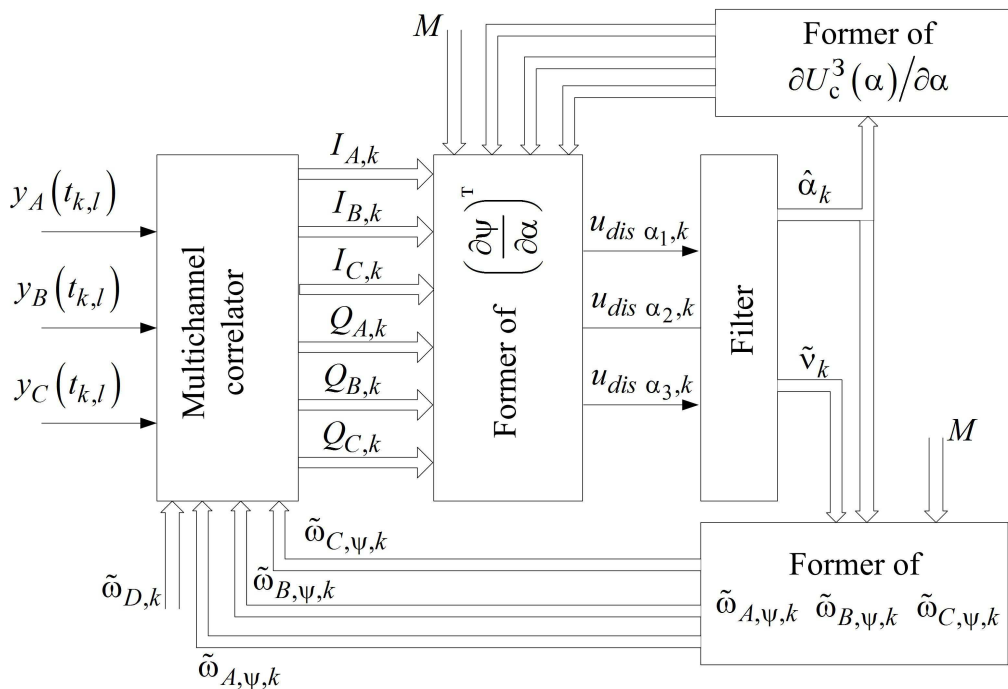 M
Former of
∂U_c^3(α)/∂α
I_{A,k}
I_{B,k}
I_{C,k}
Q_{A,k}
Q_{B,k}
Q_{C,k}
y_A(t_{k,l})
y_B(t_{k,l})
y_C(t_{k,l})
Multichannel
correlator
Former of (∂ψ/∂α)^T
u_{dis α_1,k}
u_{dis α_2,k}
u_{dis α_3,k}
Filter
α̂_k
ṽ_k
M
ω̃_{D,k}
ω̃_{C,ψ,k}
ω̃_{B,ψ,k}
ω̃_{A,ψ,k}
Former of
ω̃_{A,ψ,k} ω̃_{B,ψ,k} ω̃_{C,ψ,k}